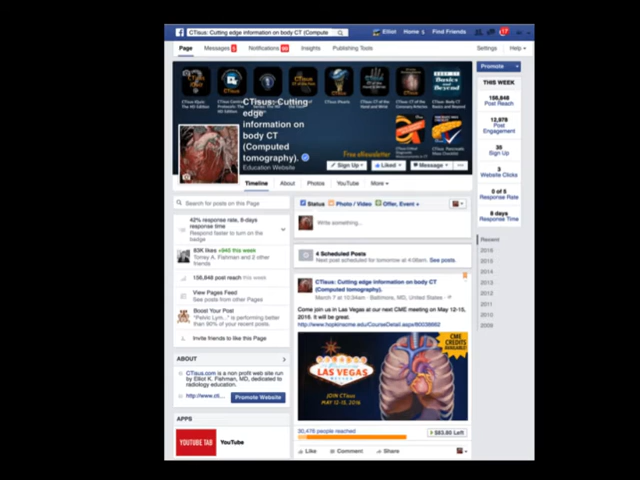 CTisus: Cutting edge information on body CT (Compute
Elliot
Home 5
Find Friends
17
Page
Messages
Notifications
Insights
Publishing Tools
Settings
Help
Promote
CTisus: Cutting
edge
information on
body CT
(Computed
tomography).
Education Website
Basics
and
Beyond
Free eNewsletter
Sign Up
Liked
Message
Timeline
About
Photos
YouTube
More
THIS WEEK
156,848
Post Reach
12,978
Post
Engagement
Sign Up
3
Website Clicks
0 of 5
Response Rate
8 days
Response Time
Recent
2016
2015
2014
2013
2012
2011
2010
2009
Search for posts on this Page
42% response rate, 8-days
response time
Respond faster to turn on the
badge
93K likes +943 this week
Torrey A. Fishman and 2 other
friends
156,848 post reach this week
View Pages Feed
See posts from other Pages
Boost Your Post
"Pelvic Lym..." is performing better
than 80% of your recent posts.
Invite friends to like this Page
ABOUT
CTisus.com is a non profit web site run
by Elliot K. Fishman, MD, dedicated to
radiology education.
Promote Website
APPS
YOUTUBE TAB
YouTube
Status
Photo / Video
Offer, Event +
Write something...
4 Scheduled Posts
Next post scheduled for tomorrow at 4:08am. See posts.
CTisus: Cutting edge information on body CT
(Computed tomography).
March 7 at 10:34am · Baltimore, MD, United States
Come join us in Las Vegas at our next CME meeting on May 12-15,
2016. It will be great.
http://www.hopkinscme.edu/CourseDetail.aspx/80038662
CME
CREDITS
AVAILABLE!
LAS VEGAS
JOIN CTisus
MAY 12-15, 2016
30,478 people reached
$83.80 Left
Like
Comment
Share